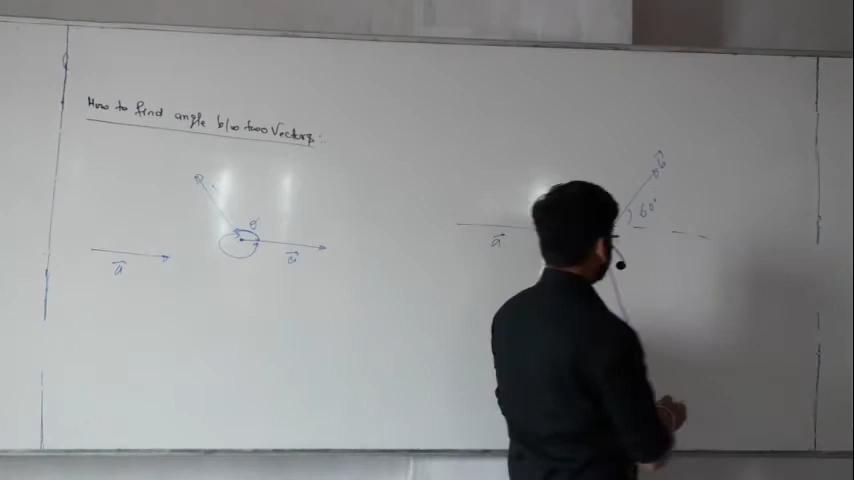 How to find angle b/w two Vectors:.
θ
a⃗
a⃗
a⃗
b⃗
60°